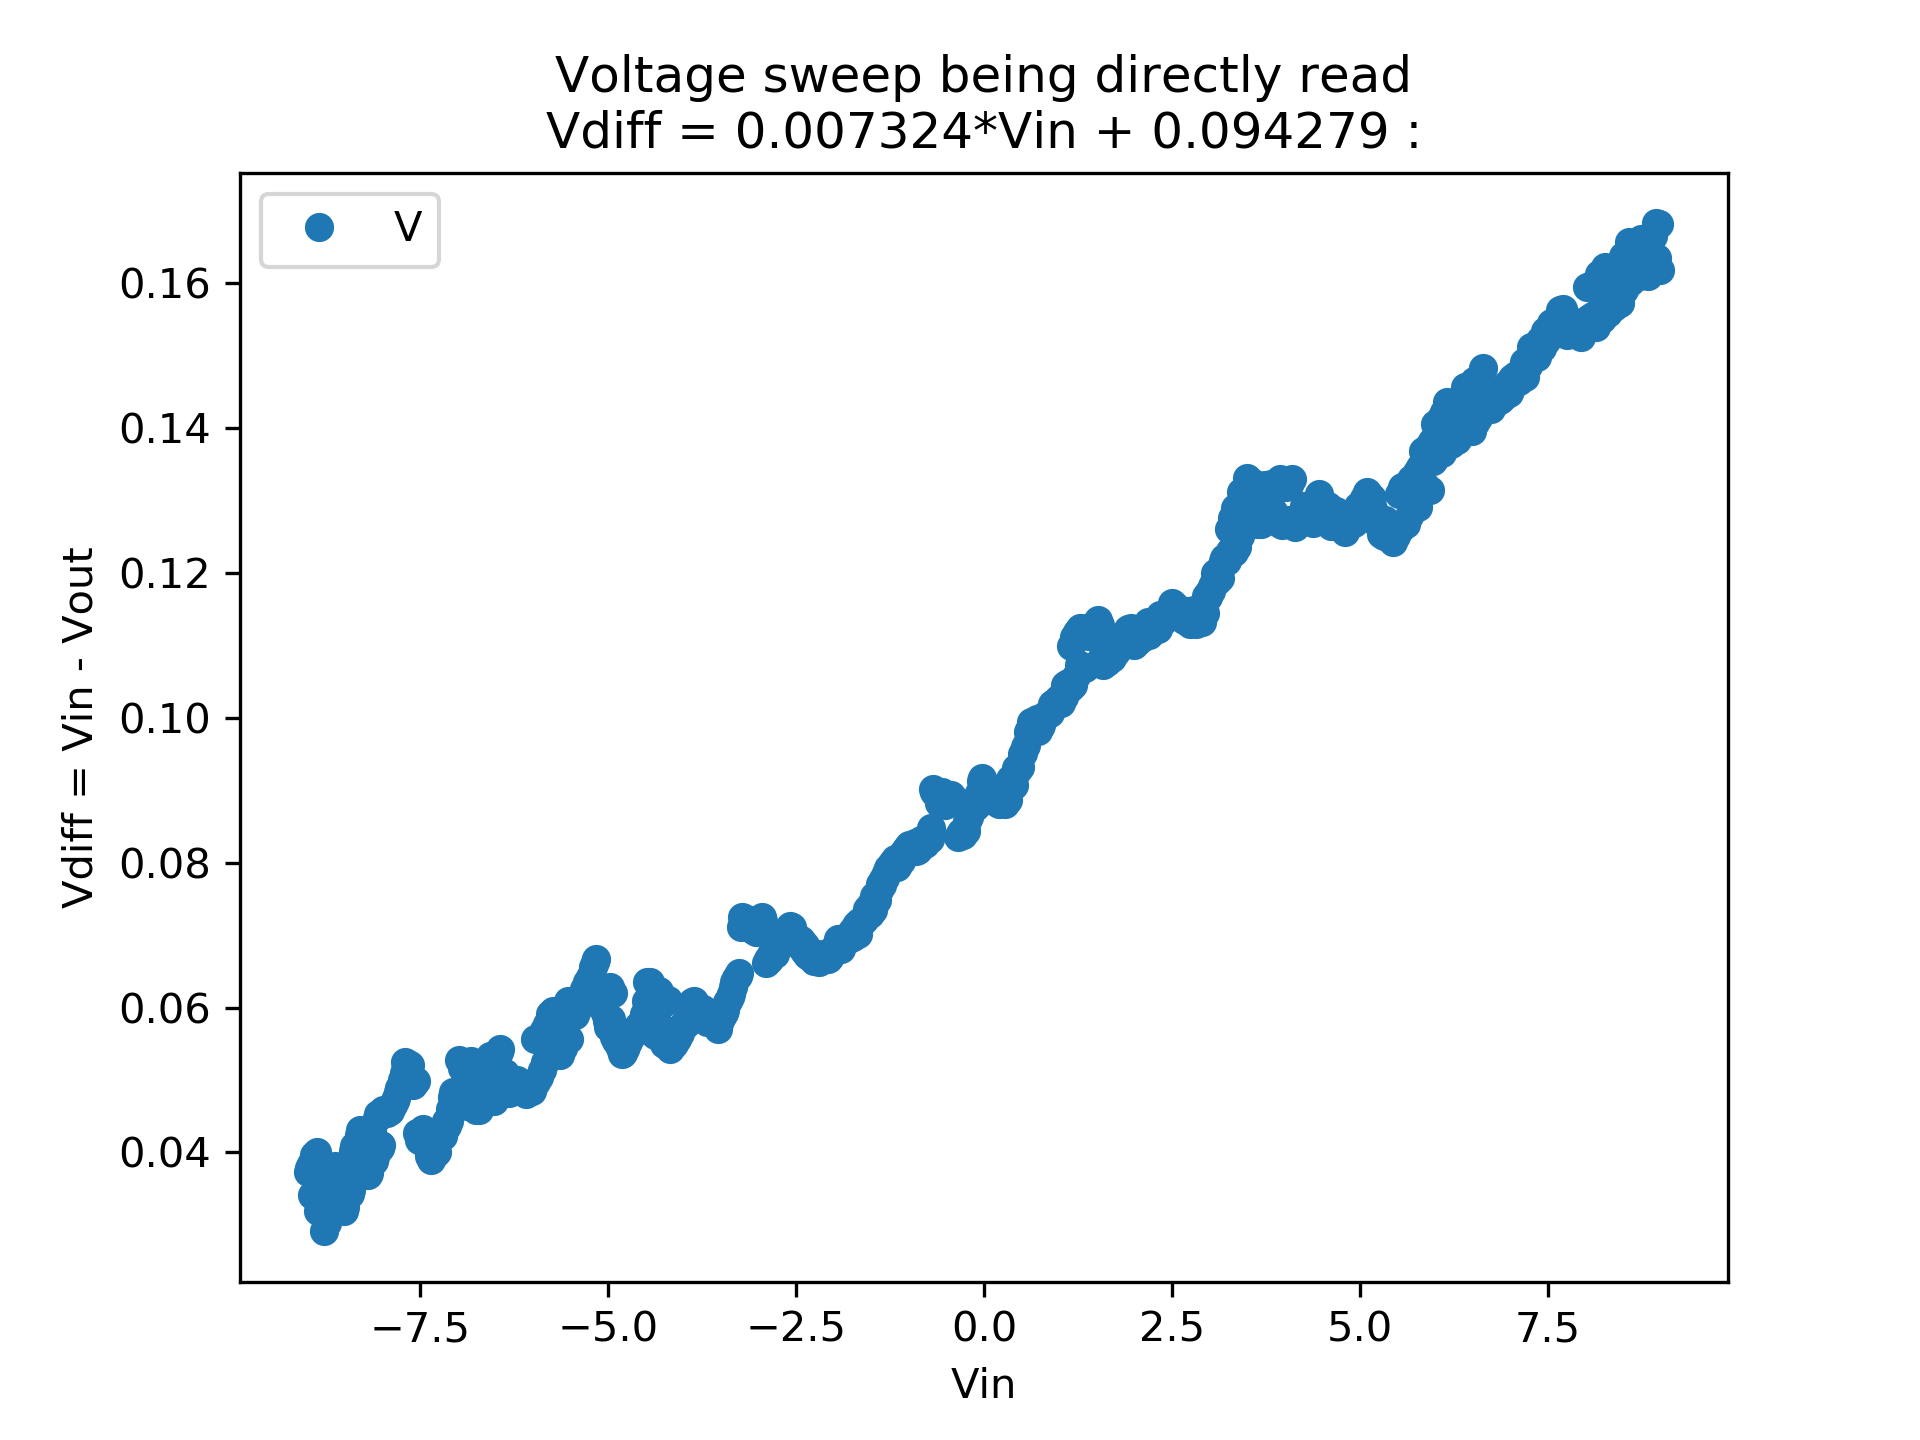 Voltage sweep being directly read
Vdiff = 0.007324*Vin + 0.094279 :
V
Vdiff = Vin - Vout
0.16
0.14
0.12
0.10
0.08
0.06
0.04
−7.5
−5.0
−2.5
0.0
2.5
5.0
7.5
Vin